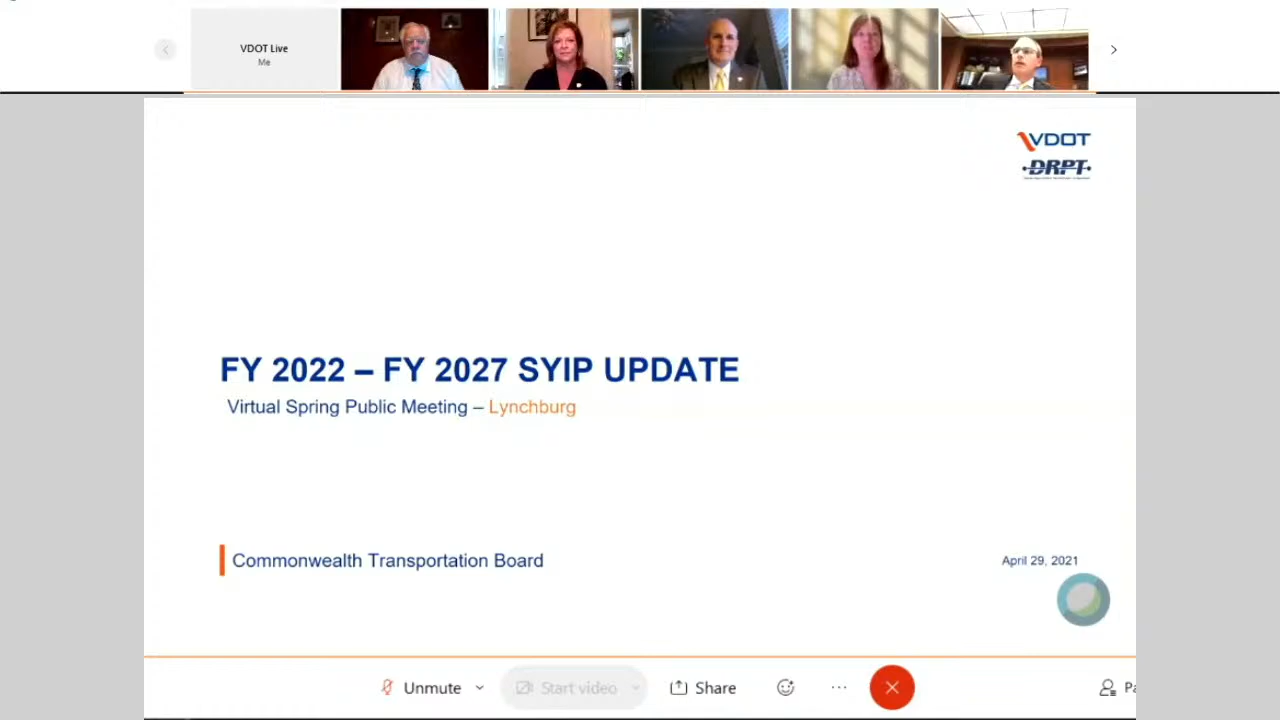 VDOT Live
Me
VDOT
DRPT
FY 2022 – FY 2027 SYIP UPDATE
Virtual Spring Public Meeting – Lynchburg
Commonwealth Transportation Board
April 29, 2021
Unmute
Start video
Share
Pa